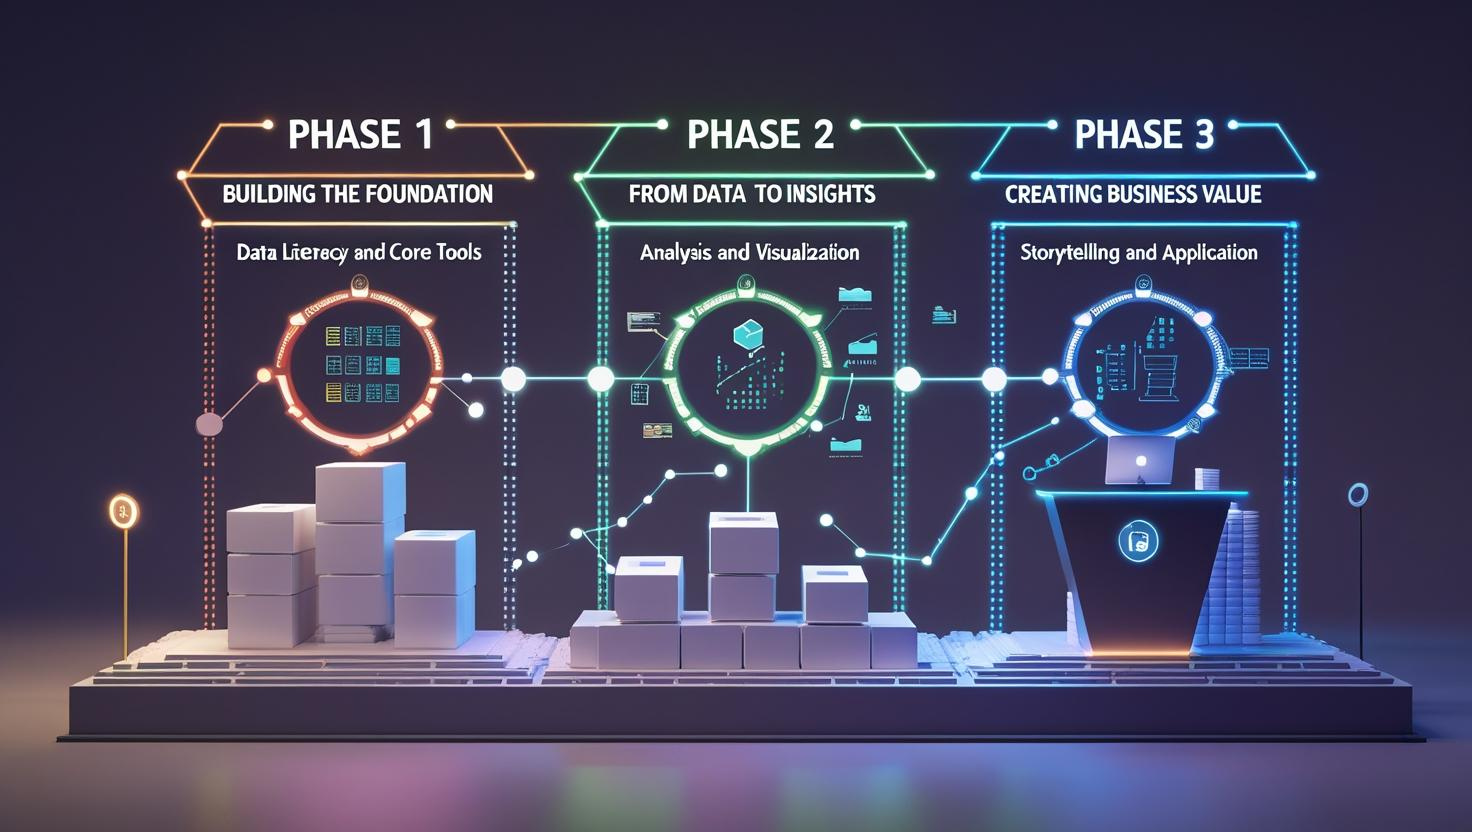 PHASE 1
BUILDING THE FOUNDATION
Data Literacy and Core Tools
PHASE 2
FROM DATA TO INSIGHTS
Analysis and Visualization
PHASE 3
CREATING BUSINESS VALUE
Storytelling and Application